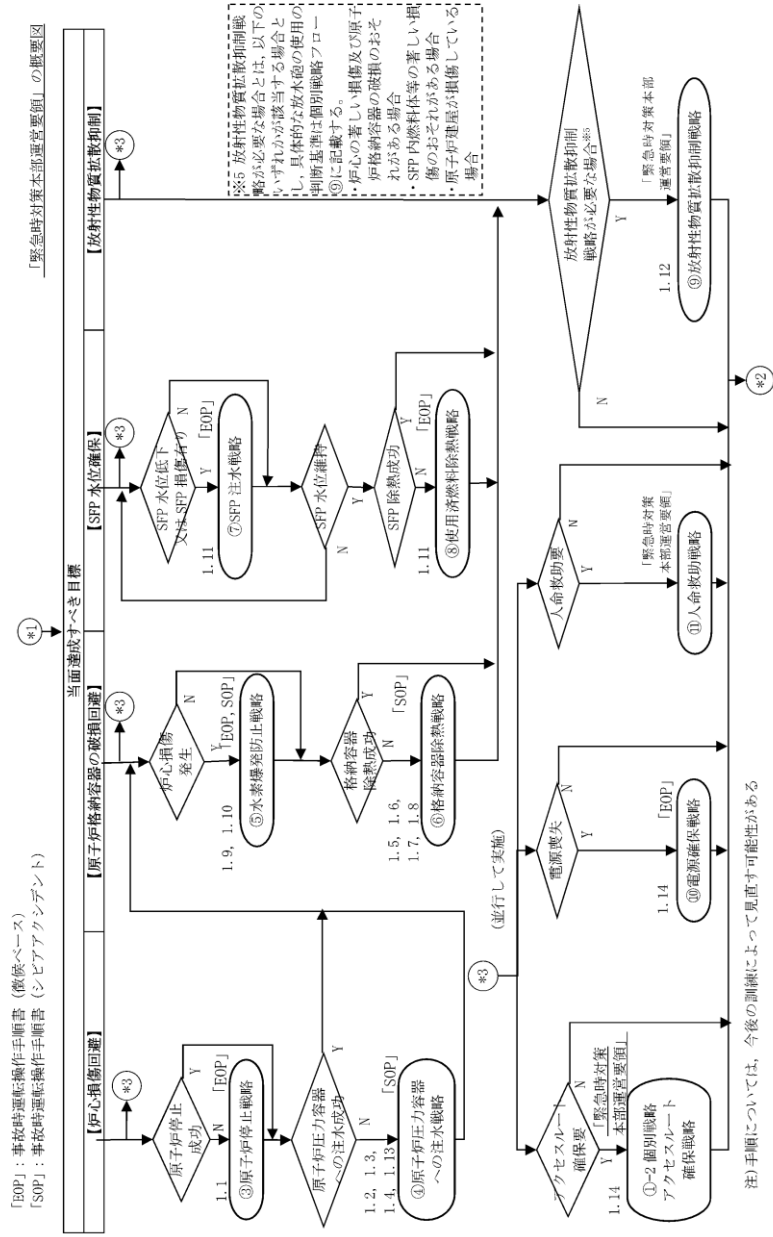 「緊急時対策本部運営要領」の概要図
「EOP」：事故時運転操作手順書（徴候ベース）
「SOP」：事故時運転操作手順書（シビアアクシデント）
*1
当面達成すべき目標
【炉心損傷回避】
【原子炉格納容器の破損回避】
【SFP 水位確保】
【放射性物質拡散抑制】
*3
原子炉停止
成功
Y
N
「EOP」
1.1
③原子炉停止戦略
原子炉圧力容器
への注水成功
Y
N
1.2, 1.3,
1.4, 1.13
「SOP」
④原子炉圧力容器
への注水戦略
*3
炉心損傷
発生
N
Y
「EOP, SOP」
1.9, 1.10
⑤水素爆発防止戦略
格納容器
除熱成功
Y
N
「SOP」
1.5, 1.6,
1.7, 1.8
⑥格納容器除熱戦略
*3
SFP 水位低下
又は SFP 損傷有り
N
Y
「EOP」
1.11
⑦SFP 注水戦略
SFP 水位維持
N
Y
SFP 除熱成功
Y
N
「EOP」
1.11
⑧使用済燃料除熱戦略
*3
※5 放射性物質拡散抑制戦
略が必要な場合とは，以下の
いずれかが該当する場合と
し，具体的な放水砲の使用の
判断基準は個別戦略フロー
⑨に記載する。
・炉心の著しい損傷及び原子
炉格納容器の破損のおそ
れがある場合
・SFP 内燃料体等の著しい損
傷のおそれがある場合
・原子炉建屋が損傷している
場合
放射性物質拡散抑制
戦略が必要な場合※5
N
Y
「緊急時対策本部
運営要領」
1.12
⑨放射性物質拡散抑制戦略
(並行して実施)
*3
アクセスルート
確保要
N
Y
「緊急時対策
本部運営要領」
1.14
①-2 個別戦略
アクセスルート
確保戦略
電源喪失
N
Y
「EOP」
1.14
⑩電源確保戦略
人命救助要
N
Y
「緊急時対策
本部運営要領」
⑪人命救助戦略
*2
注)手順については，今後の訓練によって見直す可能性がある